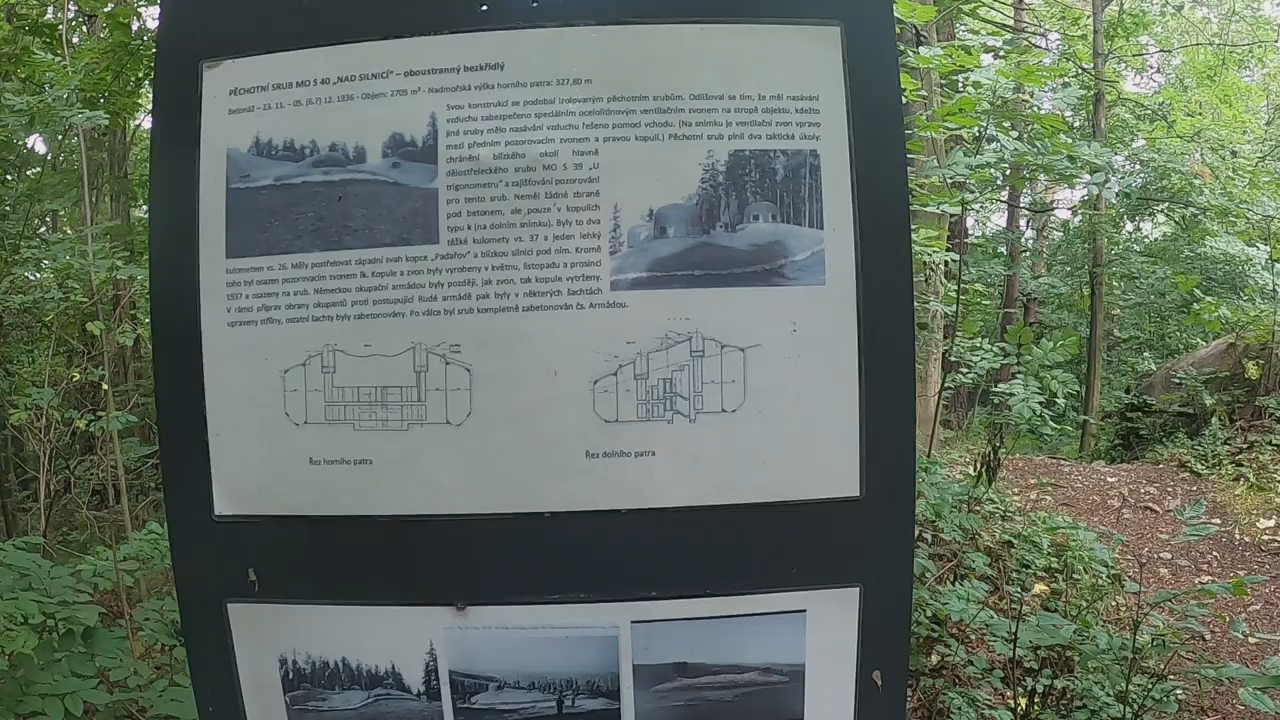 PĚCHOTNÍ SRUB MO S 40 „NAD SILNICÍ" – oboustranný bezkřídlý
Betonáž – 23. 11. – 05. (6.7) 12. 1936 - Objem: 2705 m³ - Nadmořská výška horního patra: 327,80 m
Svou konstrukcí se podobal izolovaným pěchotním srubům. Odlišoval se tím, že měl nasávání
vzduchu zabezpečeno speciálním ocelolitinovým ventilačním zvonem na stropě objektu, kdežto
jiné sruby mělo nasávání vzduchu řešeno pomocí vchodu. (Na snímku je ventilační zvon vpravo
mezi předním pozorovacím zvonem a pravou kopulí.) Pěchotní srub plnil dva taktické úkoly:
chránění blízkého okolí hlavně
dělostřeleckého srubu MO S 39 „U
trigonometru" a zajišťování pozorování
pro tento srub. Neměl žádné zbraně
pod betonem, ale pouze v kopulích
typu k (na dolním snímku). Byly to dva
těžké kulomety vz. 37 a jeden lehký
kulometem vz. 26. Měly postřelovat západní svah kopce „Padařov" a blízkou silnici pod ním. Kromě
toho byl osazen pozorovacím zvonem Ik. Kopule a zvon byly vyrobeny v květnu, listopadu a prosinci
1937 a osazeny na srub. Německou okupační armádou byly později, jak zvon, tak kopule vytrženy.
V rámci příprav obrany okupantů proti postupující Rudé armádě pak byly v některých šachtách
upraveny střílny, ostatní šachty byly zabetonovány. Po válce byl srub kompletně zabetonován čs. Armádou.
Řez horního patra
Řez dolního patra